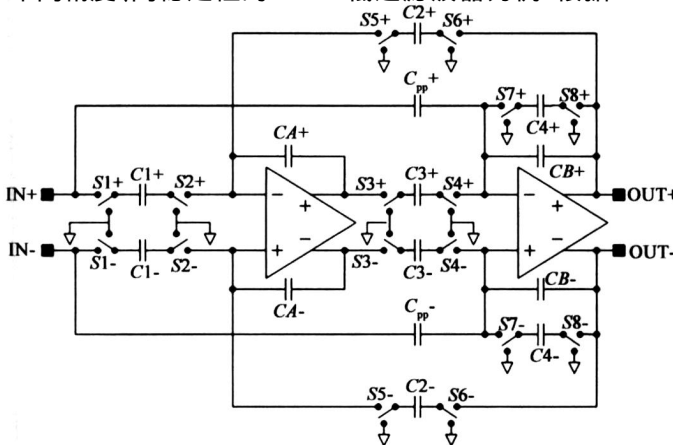 S5+ C2+ S6+
Cpp+
S7+ S8+
C4+
CA+
CB+
IN+ S1+ C1+ S2+ S3+ C3+ S4+ OUT+
− + − +
IN- S1- C1- S2- + − S3- C3- S4- + − OUT-
CA-
CB-
Cpp-
S7- S8-
C4-
S5- C2- S6-